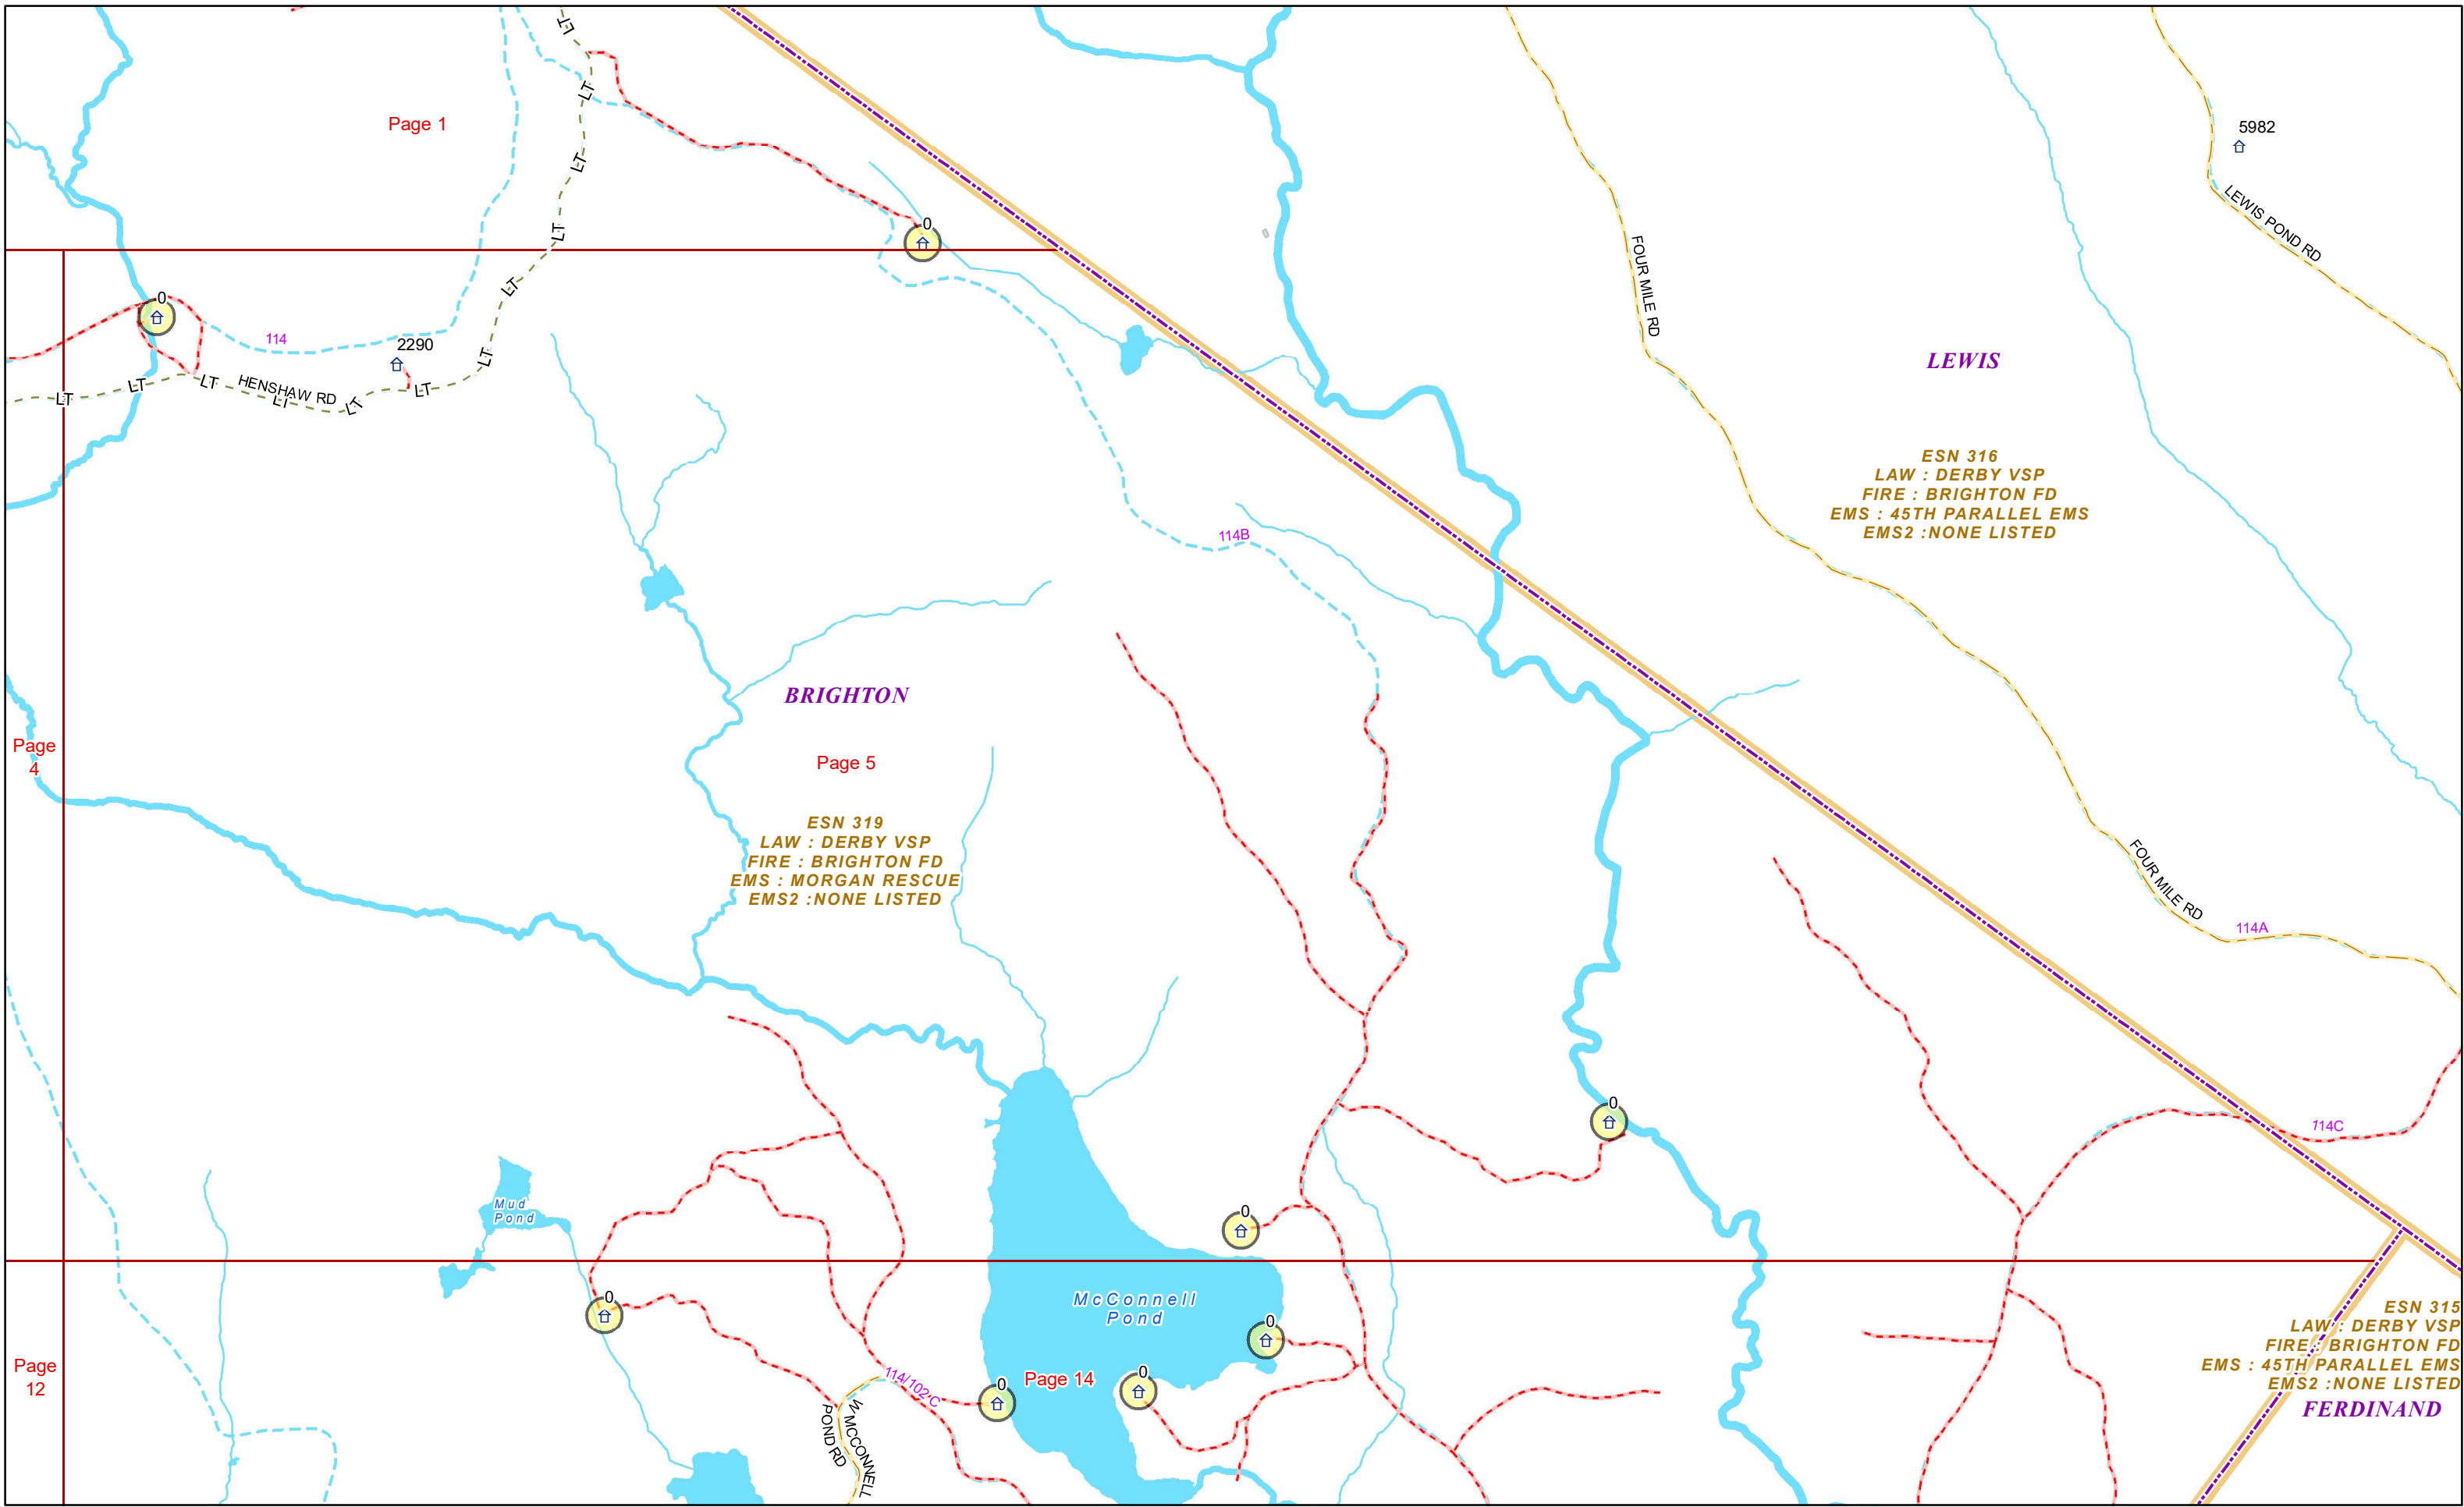 LT
Page 1
LT
5982
LT
LEWIS POND RD
0
LT
FOUR MILE RD
LT
0
114
2290
LT
LEWIS
LT
LT
HENSHAW RD
LT
LT
LT
LT
ESN 316
LAW : DERBY VSP
FIRE : BRIGHTON FD
EMS : 45TH PARALLEL EMS
EMS2 :NONE LISTED
114B
BRIGHTON
Page
4
Page 5
ESN 319
LAW : DERBY VSP
FIRE : BRIGHTON FD
EMS : MORGAN RESCUE
EMS2 :NONE LISTED
FOUR MILE RD
114A
0
114C
Mud
Pond
0
0
McConnell
Pond
0
ESN 315
LAW : DERBY VSP
FIRE : BRIGHTON FD
EMS : 45TH PARALLEL EMS
EMS2 :NONE LISTED
FERDINAND
Page
12
114/102 C
0
Page 14
0
W MCCONNELL
POND RD